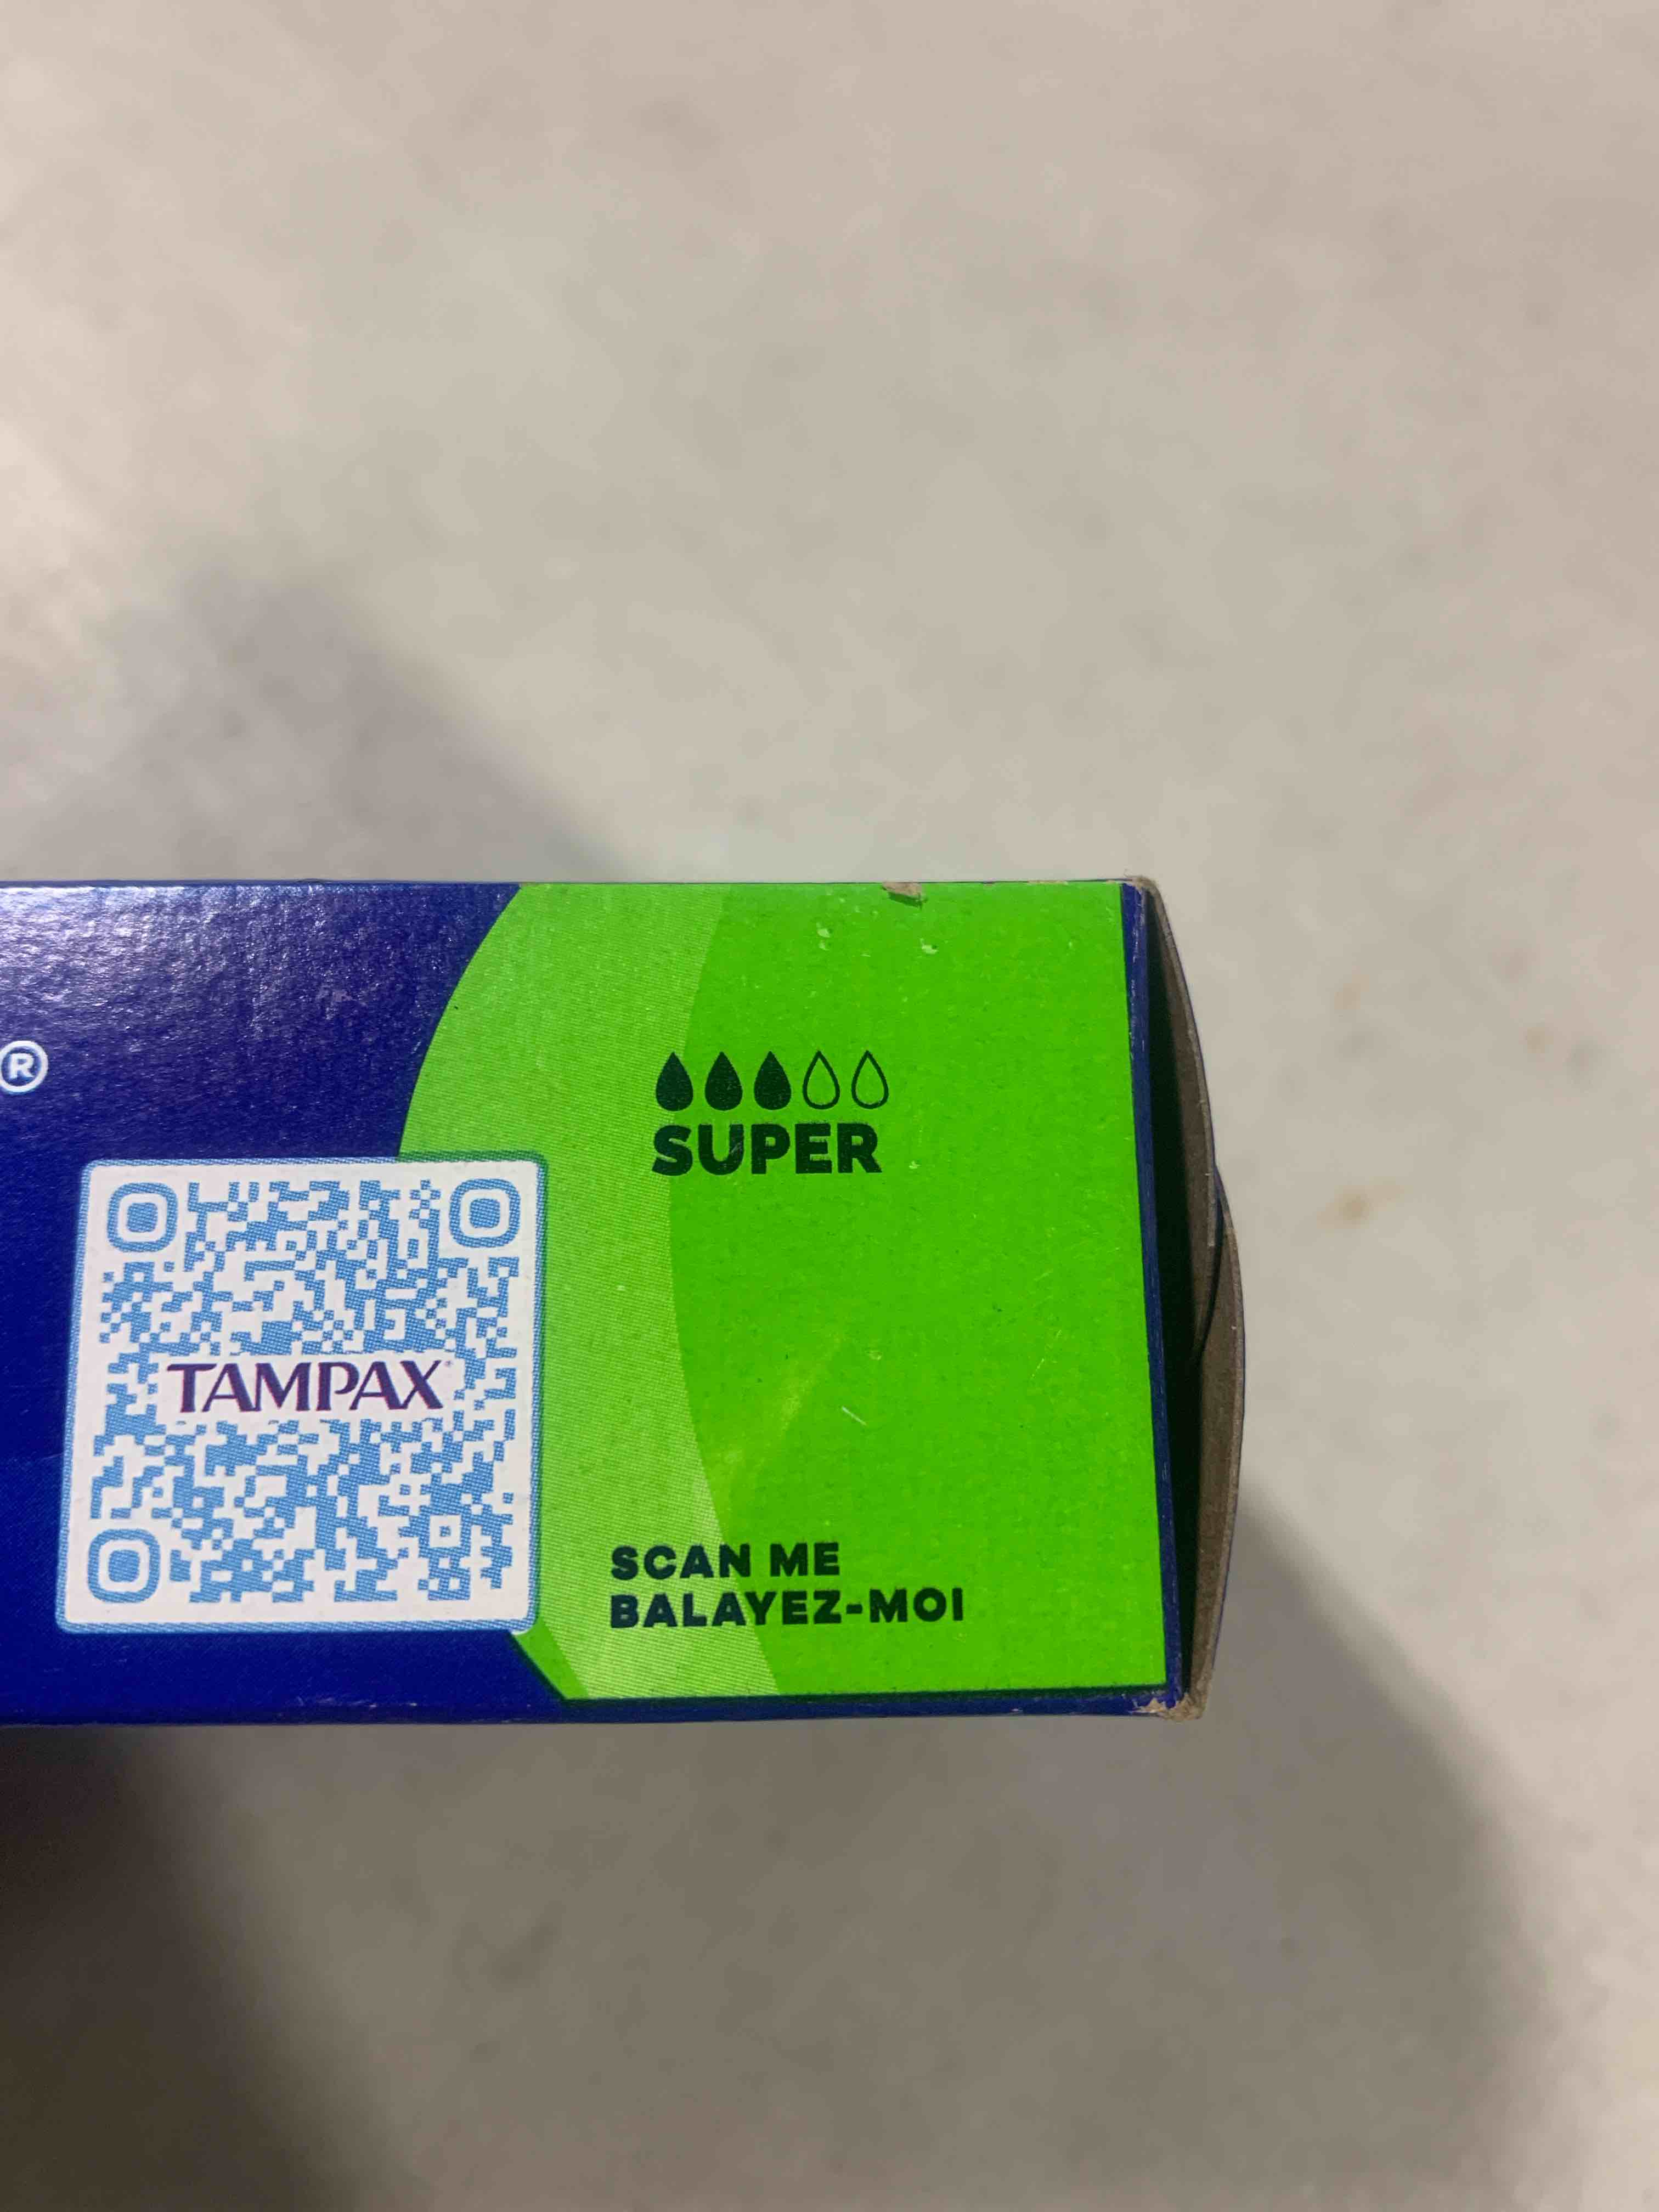 ®
SUPER
TAMPAX
SCAN ME
BALAYEZ-MOI